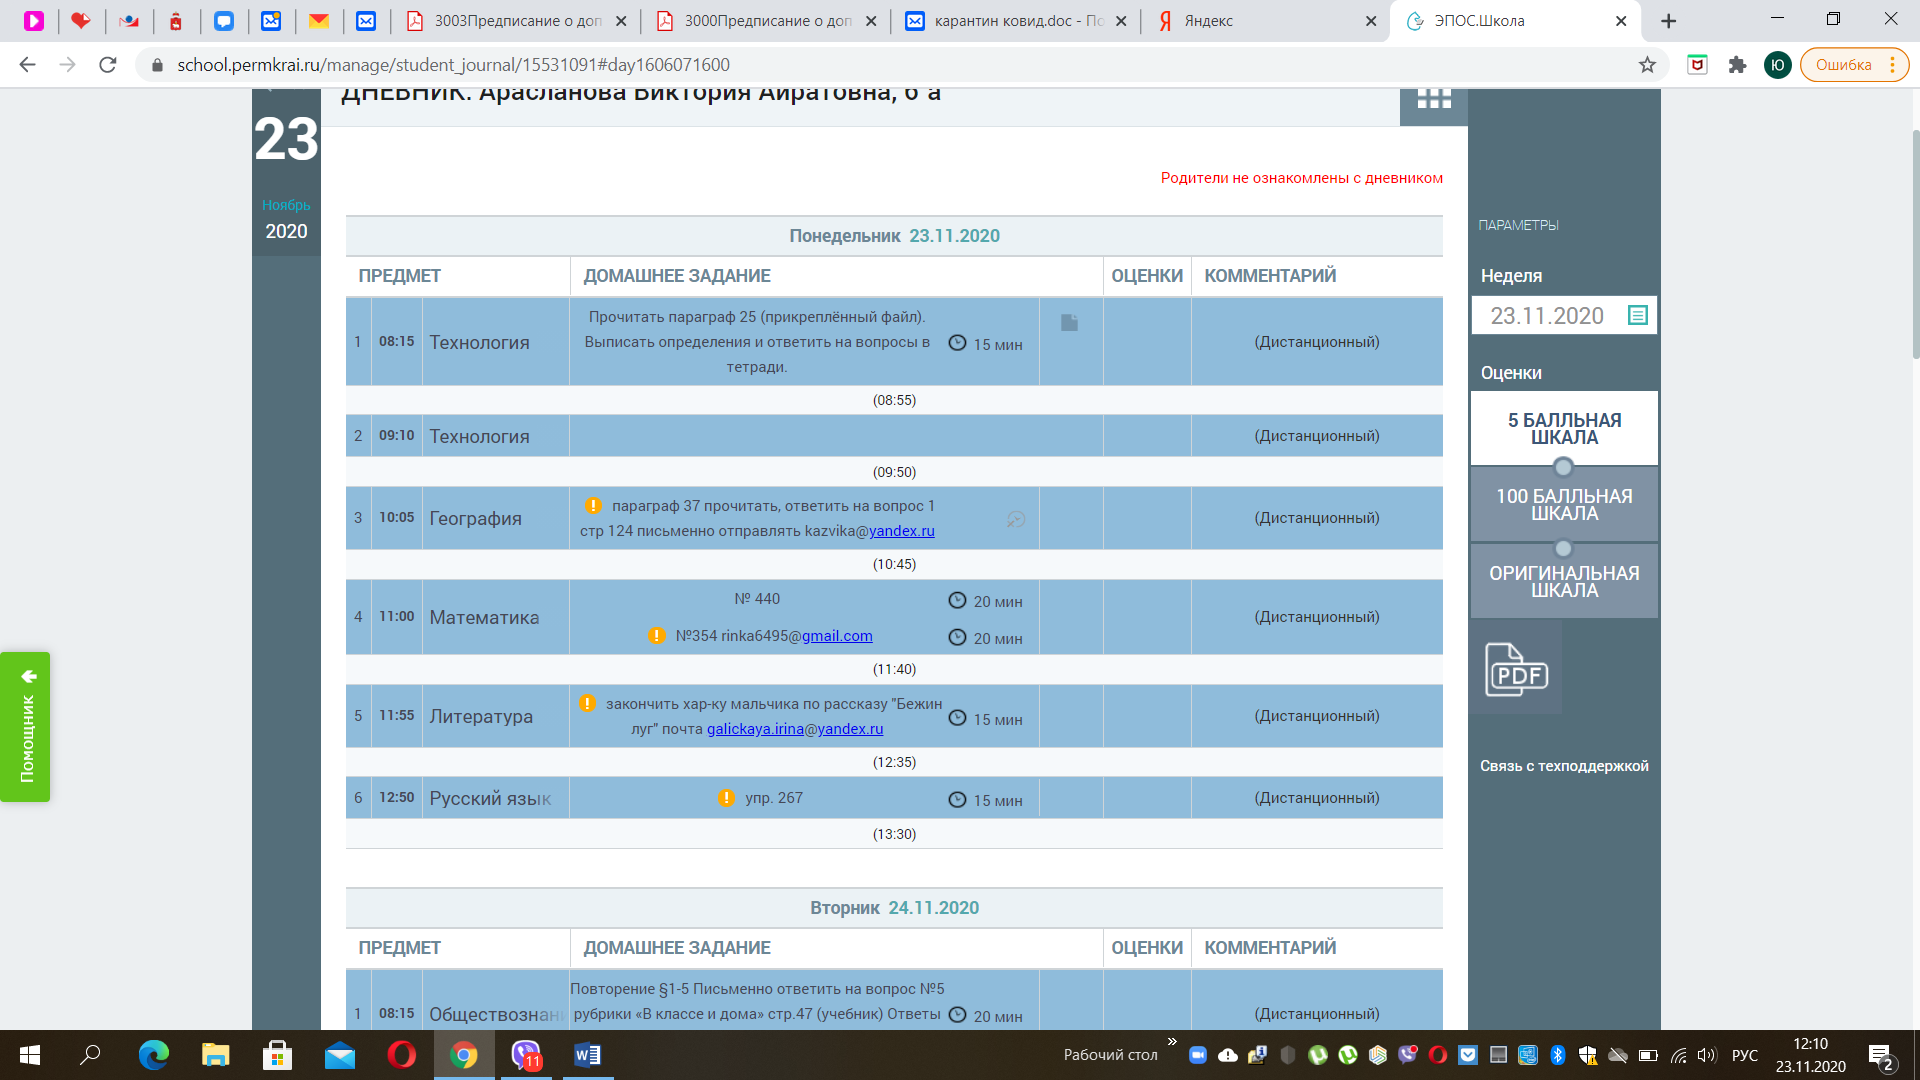 3003Предписание о доп
3000Предписание о доп
карантин ковид.doc - По
Яндекс
ЭПОС.Школа
school.permkrai.ru/manage/student_journal/15531091#day1606071600
Ю
Ошибка
ДНЕВНИК. Арасланова Виктория Айратовна, 6 а
23
Ноябрь
2020
Родители не ознакомлены с дневником
Понедельник 23.11.2020
ПРЕДМЕТ ДОМАШНЕЕ ЗАДАНИЕ ОЦЕНКИ КОММЕНТАРИЙ
1 08:15 Технология
Прочитать параграф 25 (прикреплённый файл).
Выписать определения и ответить на вопросы в
тетради.
15 мин
(Дистанционный)
(08:55)
2 09:10 Технология (Дистанционный)
(09:50)
3 10:05 География
параграф 37 прочитать, ответить на вопрос 1
стр 124 письменно отправлять kazvika@yandex.ru
(Дистанционный)
(10:45)
4 11:00 Математика
№ 440 20 мин
№354 rinka6495@gmail.com 20 мин
(Дистанционный)
(11:40)
5 11:55 Литература
закончить хар-ку мальчика по рассказу "Бежин
луг" почта galickaya.irina@yandex.ru
15 мин
(Дистанционный)
(12:35)
6 12:50 Русский язык упр. 267 15 мин (Дистанционный)
(13:30)
Вторник 24.11.2020
ПРЕДМЕТ ДОМАШНЕЕ ЗАДАНИЕ ОЦЕНКИ КОММЕНТАРИЙ
1 08:15 Обществознани
Повторение §1-5 Письменно ответить на вопрос №5
рубрики «В классе и дома» стр.47 (учебник) Ответы
20 мин
(Дистанционный)
ПАРАМЕТРЫ
Неделя
23.11.2020
Оценки
5 БАЛЛЬНАЯ
ШКАЛА
100 БАЛЛЬНАЯ
ШКАЛА
ОРИГИНАЛЬНАЯ
ШКАЛА
PDF
Связь с техподдержкой
Помощник
11
Рабочий стол
»
РУС
12:10
23.11.2020
2